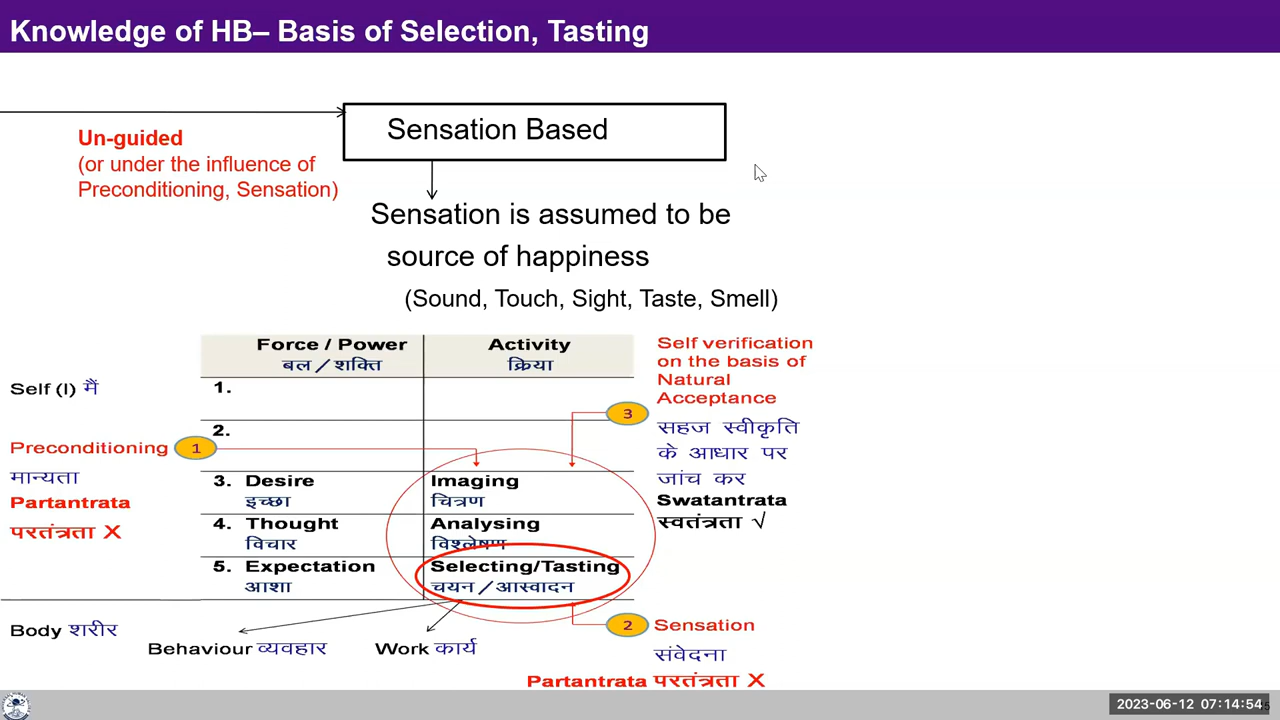 Knowledge of HB– Basis of Selection, Tasting
Un-guided
(or under the influence of
Preconditioning, Sensation)
Sensation Based
Sensation is assumed to be
source of happiness
(Sound, Touch, Sight, Taste, Smell)
Force / Power
बल / शक्ति
Activity
क्रिया
Self (I) मैं
1.
2.
Preconditioning 1
मान्यता
Partantrata
परतंत्रता X
3. Desire
इच्छा
Imaging
चित्रण
4. Thought
विचार
Analysing
विश्लेषण
5. Expectation
आशा
Selecting/Tasting
चयन / आस्वादन
Self verification
on the basis of
Natural
Acceptance
3
सहज स्वीकृति
के आधार पर
जांच कर
Swatantrata
स्वतंत्रता √
Body शरीर
Behaviour व्यवहार
Work कार्य
2 Sensation
संवेदना
Partantrata परतंत्रता X
2023-06-12 07:14:54